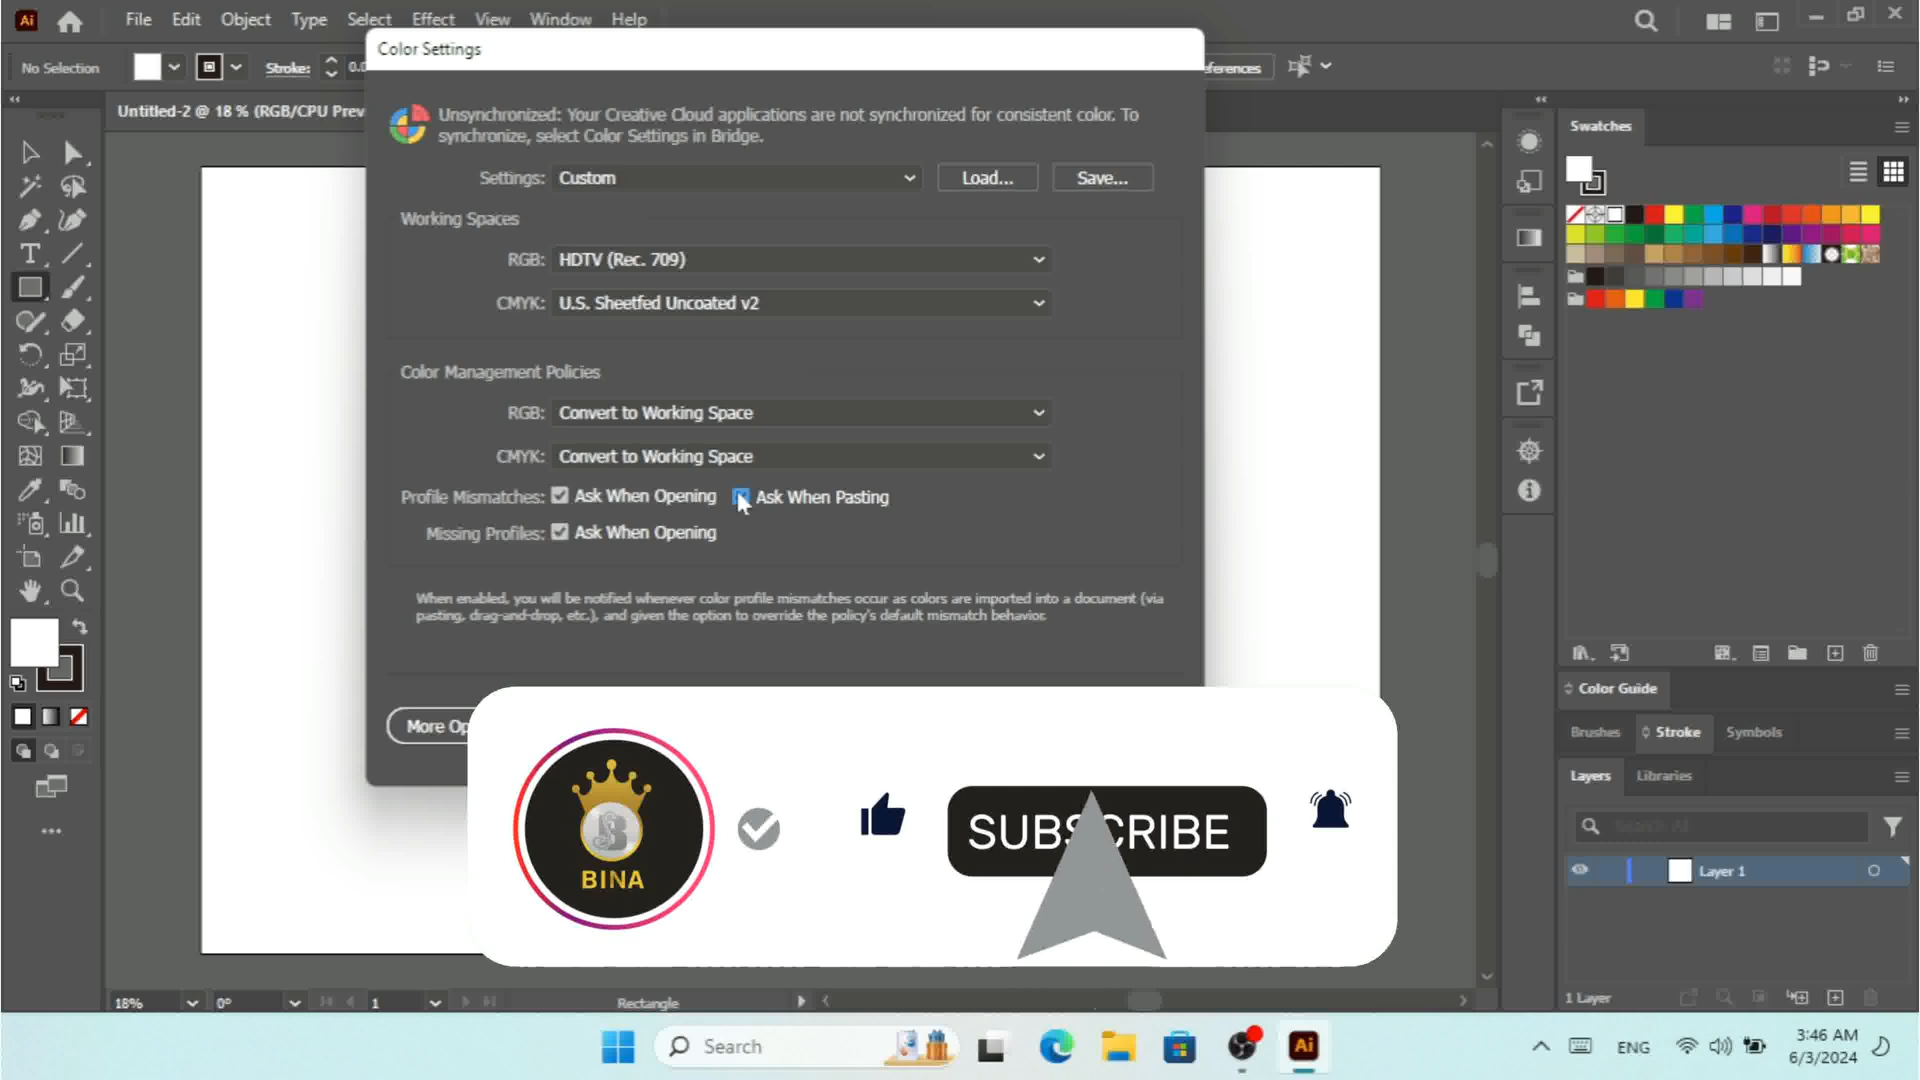 Ai File Edit Object Type Select Effect View Window Help
Color Settings
No Selection Stroke: 0.0
Untitled-2 @ 18 % (RGB/CPU Prev
Unsynchronized: Your Creative Cloud applications are not synchronized for consistent color. To
synchronize, select Color Settings in Bridge.
Settings: Custom Load... Save...
Working Spaces
RGB: HDTV (Rec. 709)
CMYK: U.S. Sheetfed Uncoated v2
Color Management Policies
RGB: Convert to Working Space
CMYK: Convert to Working Space
Profile Mismatches: Ask When Opening Ask When Pasting
Missing Profiles: Ask When Opening
When enabled, you will be notified whenever color profile mismatches occur as colors are imported into a document (via
pasting, drag-and-drop, etc.), and given the option to override the policy's default mismatch behavior.
More Op
BINA
SUBSCRIBE
Swatches
Color Guide
Brushes Stroke Symbols
Layers Libraries
Search All
Layer 1
1 Layer
18% 0° 1 Rectangle
Search
Ai
ENG
3:46 AM
6/3/2024